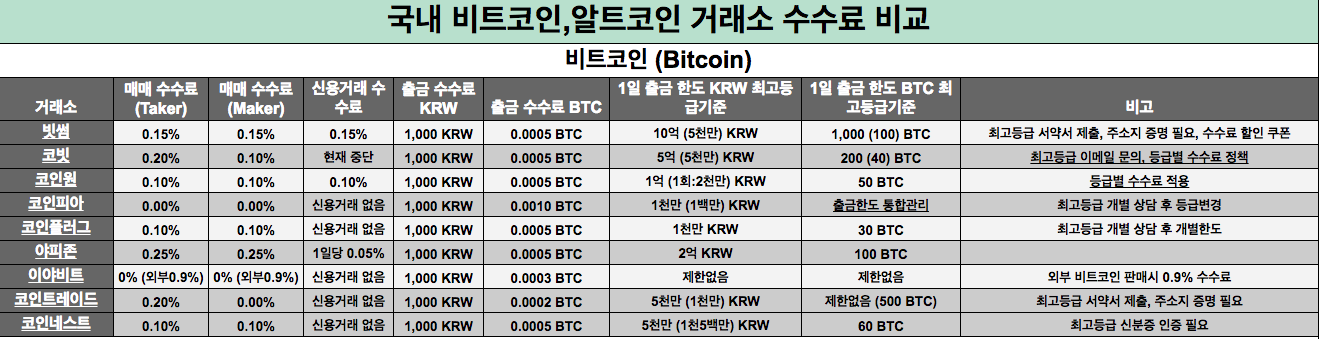 국내 비트코인,알트코인 거래소 수수료 비교
비트코인 (Bitcoin)
거래소 매매 수수료 (Taker) 매매 수수료 (Maker) 신용거래 수수료 출금 수수료 KRW 출금 수수료 BTC 1일 출금 한도 KRW 최고등급기준 1일 출금 한도 BTC 최고등급기준 비고
빗썸 0.15% 0.15% 0.15% 1,000 KRW 0.0005 BTC 10억 (5천만) KRW 1,000 (100) BTC 최고등급 서약서 제출, 주소지 증명 필요, 수수료 할인 쿠폰
코빗 0.20% 0.10% 현재 중단 1,000 KRW 0.0005 BTC 5억 (5천만) KRW 200 (40) BTC 최고등급 이메일 문의, 등급별 수수료 정책
코인원 0.10% 0.10% 0.10% 1,000 KRW 0.0005 BTC 1억 (1회:2천만) KRW 50 BTC 등급별 수수료 적용
코인피아 0.00% 0.00% 신용거래 없음 1,000 KRW 0.0010 BTC 1천만 (1백만) KRW 출금한도 통합관리 최고등급 개별 상담 후 등급변경
코인플러그 0.10% 0.10% 신용거래 없음 1,000 KRW 0.0005 BTC 1천만 KRW 30 BTC 최고등급 개별 상담 후 개별한도
야피존 0.25% 0.25% 1일당 0.05% 1,000 KRW 0.0005 BTC 2억 KRW 100 BTC
이야비트 0% (외부0.9%) 0% (외부0.9%) 신용거래 없음 1,000 KRW 0.0003 BTC 제한없음 제한없음 외부 비트코인 판매시 0.9% 수수료
코인트레이드 0.20% 0.00% 신용거래 없음 1,000 KRW 0.0002 BTC 5천만 (1천만) KRW 제한없음 (500 BTC) 최고등급 서약서 제출, 주소지 증명 필요
코인네스트 0.10% 0.10% 신용거래 없음 1,000 KRW 0.0005 BTC 5천만 (1천5백만) KRW 60 BTC 최고등급 신분증 인증 필요